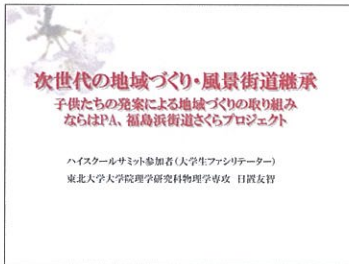 次世代の地域づくり・風景街道継承
子供たちの発案による地域づくりの取り組み
ならはPA、福島浜街道さくらプロジェクト
ハイスクールサミット参加者(大学生ファシリテーター)
東北大学大学院理学研究科物理学専攻 日置友智